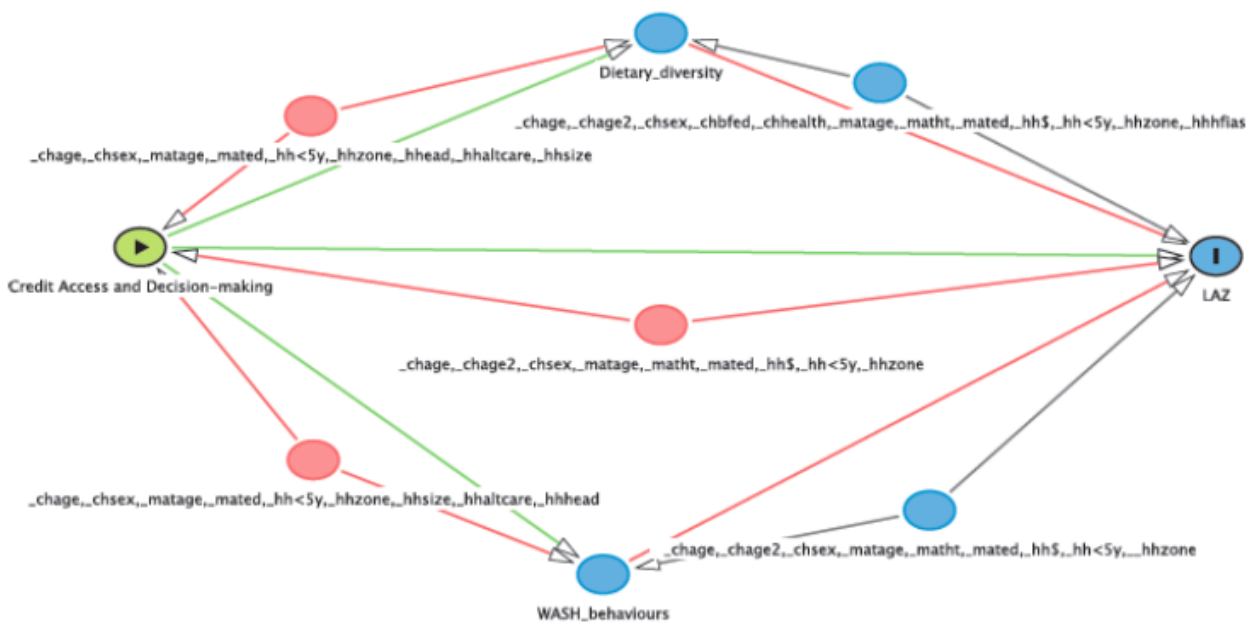 Dietary_diversity
_chage,_chage2,_chsex,_chbfed,_chhealth,_matage,_matht,_mated,_hh$,_hh<5y,_hhzone,_hhhfias
_chage,_chsex,_matage,_mated,_hh<5y,_hhzone,_hhead,_hhaltcare,_hhsize
Credit Access and Decision-making
LAZ
_chage,_chage2,_chsex,_matage,_matht,_mated,_hh$,_hh<5y,_hhzone
_chage,_chsex,_matage,_mated,_hh<5y,_hhzone,_hhsize,_hhaltcare,_hhhead
_chage,_chage2,_chsex,_matage,_matht,_mated,_hh$,_hh<5y,__hhzone
WASH_behaviours